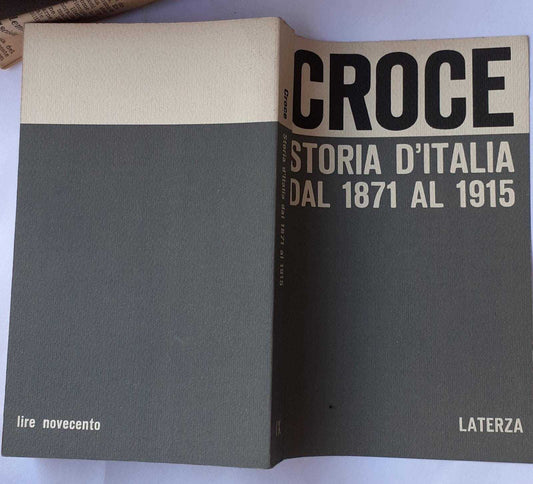 CROCE
STORIA D'ITALIA
DAL 1871 AL 1915
LATERZA
Croce Storia d'Italia dal 1871 al 1915
lire novecento